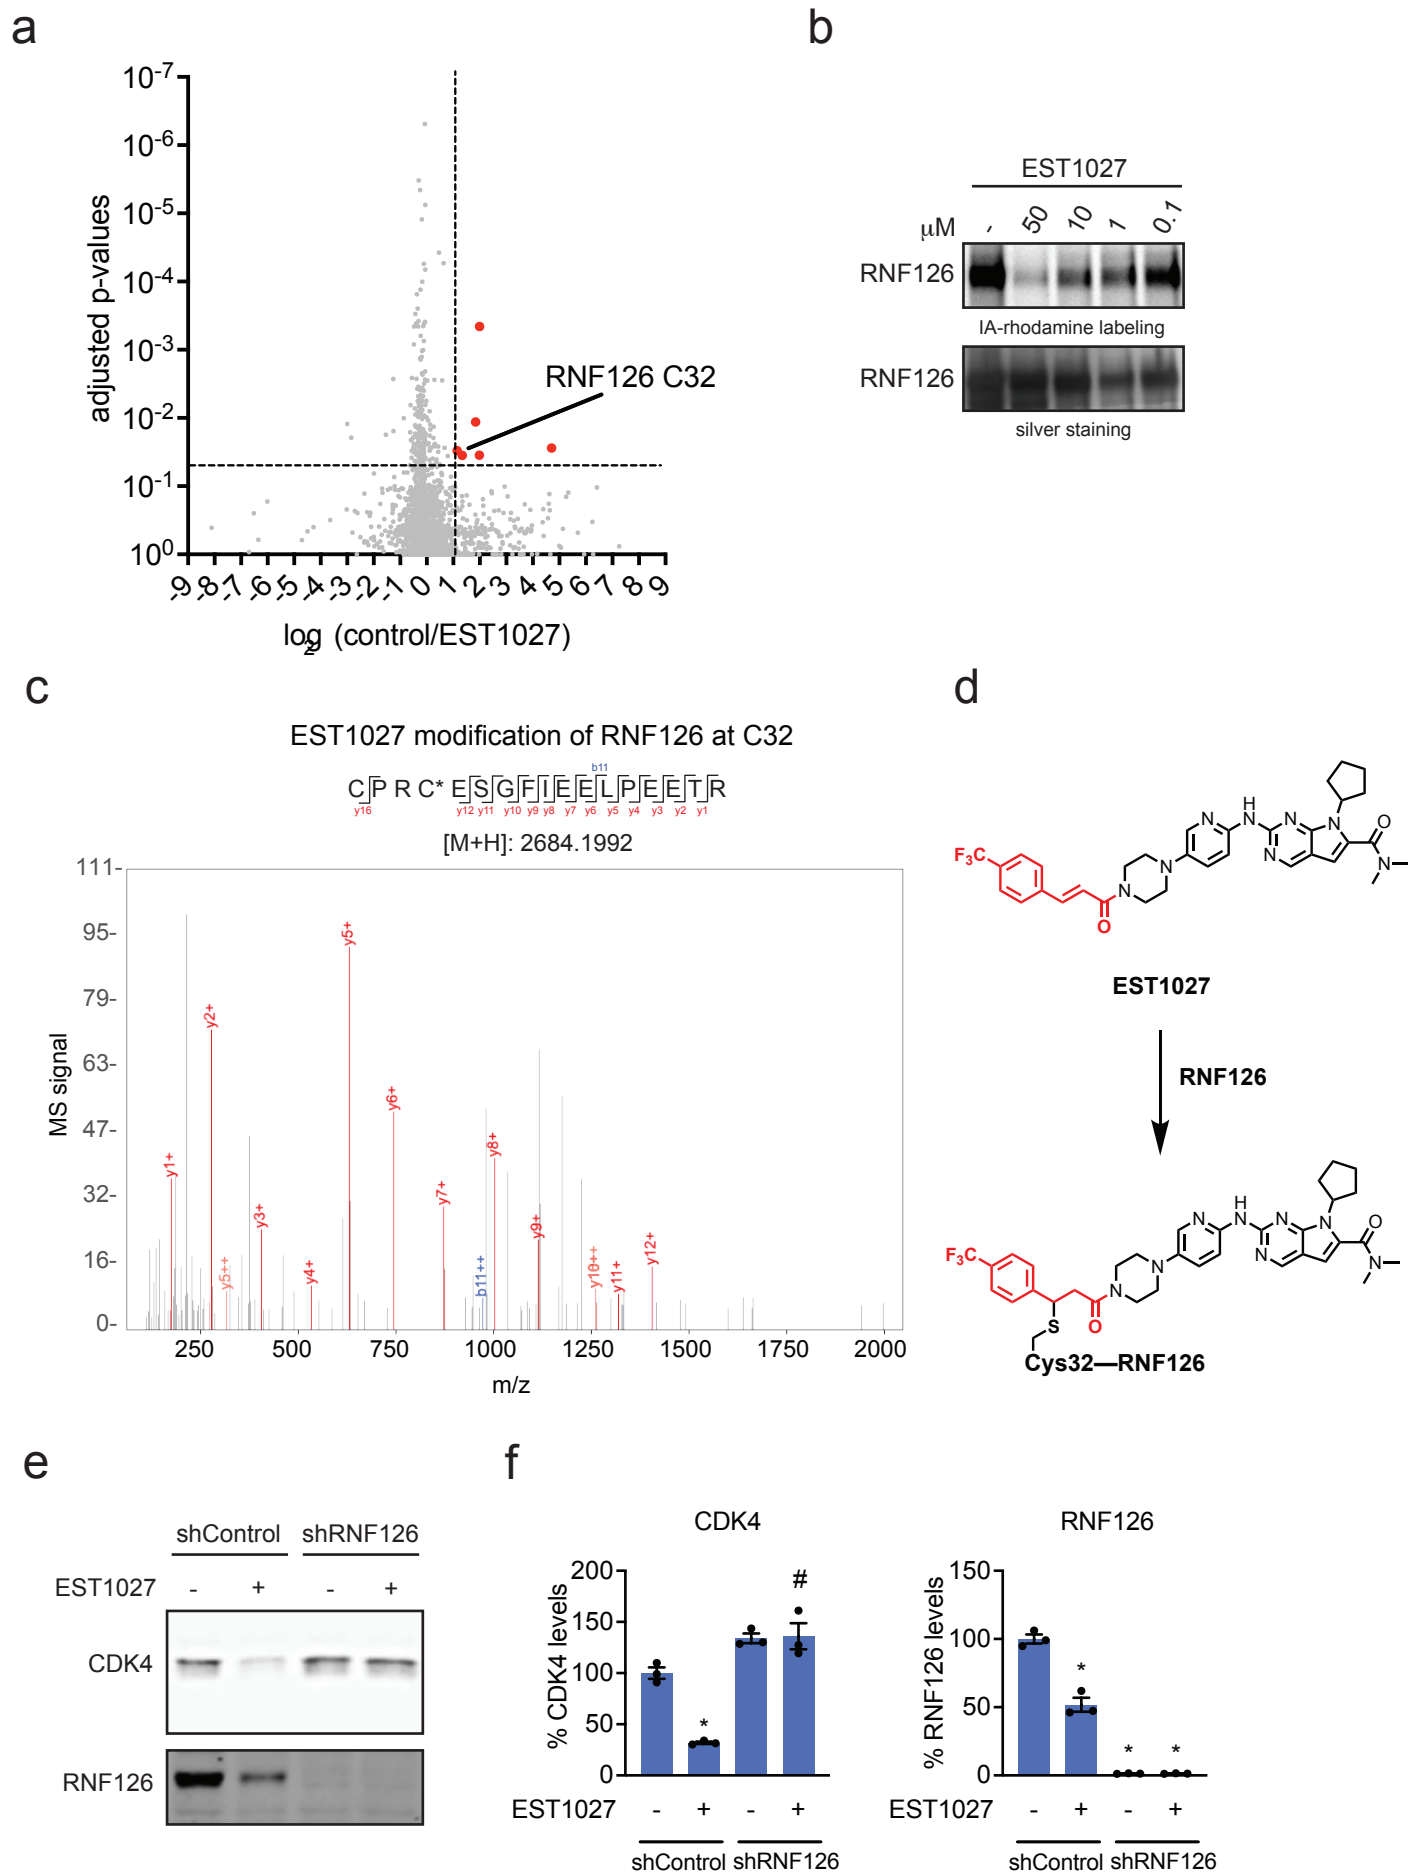 a
10-7
10-6
10-5
10-4
10-3
10-2
10-1
100
adjusted p-values
RNF126 C32
-9 -8 -7 -6 -5 -4 -3 -2 -1 0 1 2 3 4 5 6 7 8 9
log2 (control/EST1027)
b
EST1027
μM - 50 10 1 0.1
RNF126
IA-rhodamine labeling
RNF126
silver staining
c
EST1027 modification of RNF126 at C32
b11
C P R C* E S G F I E E L P E E T R
y16 y12 y11 y10 y9 y8 y7 y6 y5 y4 y3 y2 y1
[M+H]: 2684.1992
111-
95-
79-
63-
47-
32-
16-
0-
MS signal
y1+ y2+ y5++ y3+ y4+ y5+ y6+ y7+ b11++ y8+ y9+ y10++ y11+ y12+
250 500 750 1000 1250 1500 1750 2000
m/z
d
F3C
O
N
N
N
H
N
N
N
N
O
N
EST1027
RNF126
F3C
S
O
N
N
N
H
N
N
N
N
O
N
Cys32—RNF126
e
shControl shRNF126
EST1027 - + - +
CDK4
RNF126
f
CDK4
200
150
100
50
0
% CDK4 levels
*
#
EST1027 - + - +
shControl shRNF126
RNF126
150
100
50
0
% RNF126 levels
*
* *
EST1027 - + - +
shControl shRNF126